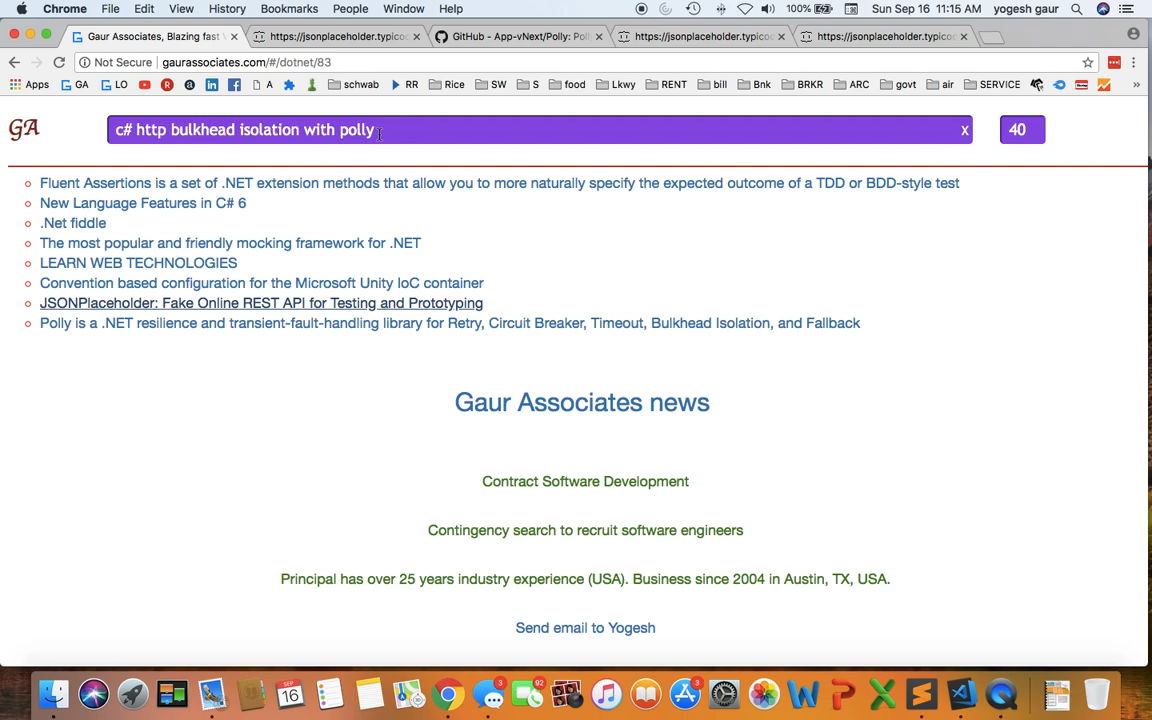 Chrome File Edit View History Bookmarks People Window Help 100% Sun Sep 16 11:15 AM yogesh gaur
Gaur Associates, Blazing fast x https://jsonplaceholder.typico x GitHub - App-vNext/Polly: Pol x https://jsonplaceholder.typico x https://jsonplaceholder.typico x
Not Secure | gaurassociates.com/#/dotnet/83
Apps GA LO A schwab RR Rice SW S food Lkwy RENT bill Bnk BRKR ARC govt air SERVICE »
GA c# http bulkhead isolation with polly x 40
Fluent Assertions is a set of .NET extension methods that allow you to more naturally specify the expected outcome of a TDD or BDD-style test
New Language Features in C# 6
.Net fiddle
The most popular and friendly mocking framework for .NET
LEARN WEB TECHNOLOGIES
Convention based configuration for the Microsoft Unity IoC container
JSONPlaceholder: Fake Online REST API for Testing and Prototyping
Polly is a .NET resilience and transient-fault-handling library for Retry, Circuit Breaker, Timeout, Bulkhead Isolation, and Fallback
Gaur Associates news
Contract Software Development
Contingency search to recruit software engineers
Principal has over 25 years industry experience (USA). Business since 2004 in Austin, TX, USA.
Send email to Yogesh
SEP
16 3 92 3